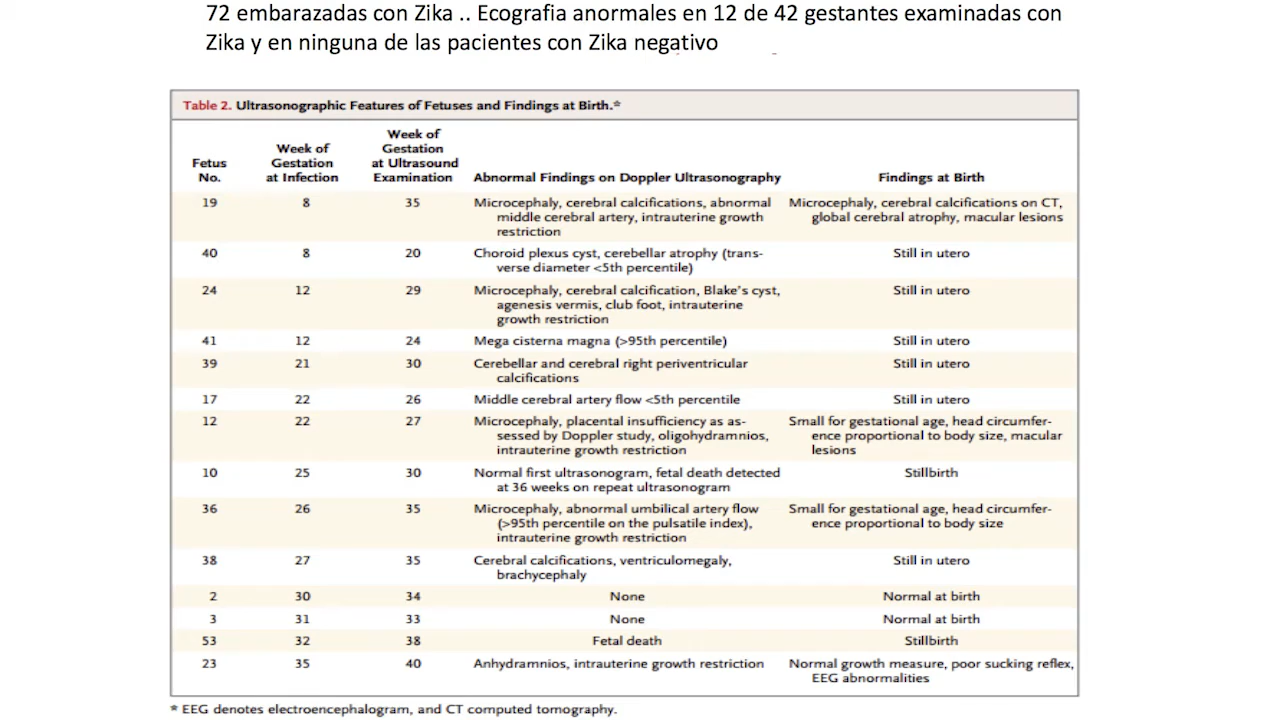 72 embarazadas con Zika .. Ecografia anormales en 12 de 42 gestantes examinadas con
Zika y en ninguna de las pacientes con Zika negativo
Table 2. Ultrasonographic Features of Fetuses and Findings at Birth.*
Fetus No. Week of Gestation at Infection Week of Gestation at Ultrasound Examination Abnormal Findings on Doppler Ultrasonography Findings at Birth
19 8 35 Microcephaly, cerebral calcifications, abnormal Microcephaly, cerebral calcifications on CT,
middle cerebral artery, intrauterine growth global cerebral atrophy, macular lesions
restriction
40 8 20 Choroid plexus cyst, cerebellar atrophy (trans- Still in utero
verse diameter <5th percentile)
24 12 29 Microcephaly, cerebral calcification, Blake's cyst, Still in utero
agenesis vermis, club foot, intrauterine
growth restriction
41 12 24 Mega cisterna magna (>95th percentile) Still in utero
39 21 30 Cerebellar and cerebral right periventricular Still in utero
calcifications
17 22 26 Middle cerebral artery flow <5th percentile Still in utero
12 22 27 Microcephaly, placental insufficiency as as- Small for gestational age, head circumfer-
sessed by Doppler study, oligohydramnios, ence proportional to body size, macular
intrauterine growth restriction lesions
10 25 30 Normal first ultrasonogram, fetal death detected Stillbirth
at 36 weeks on repeat ultrasonogram
36 26 35 Microcephaly, abnormal umbilical artery flow Small for gestational age, head circumfer-
(>95th percentile on the pulsatile index), ence proportional to body size
intrauterine growth restriction
38 27 35 Cerebral calcifications, ventriculomegaly, Still in utero
brachycephaly
2 30 34 None Normal at birth
3 31 33 None Normal at birth
53 32 38 Fetal death Stillbirth
23 35 40 Anhydramnios, intrauterine growth restriction Normal growth measure, poor sucking reflex,
EEG abnormalities
* EEG denotes electroencephalogram, and CT computed tomography.